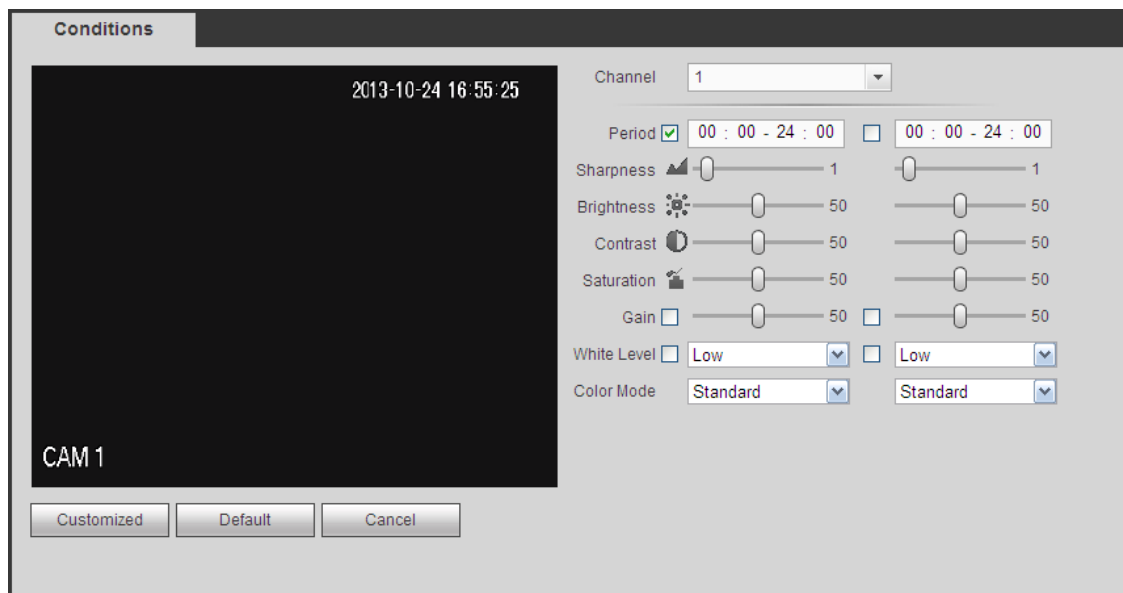 Conditions
2013-10-24 16:55:25
CAM 1
Customized Default Cancel
Channel 1
Period 00 : 00 - 24 : 00 00 : 00 - 24 : 00
Sharpness 1 1
Brightness 50 50
Contrast 50 50
Saturation 50 50
Gain 50 50
White Level Low Low
Color Mode Standard Standard